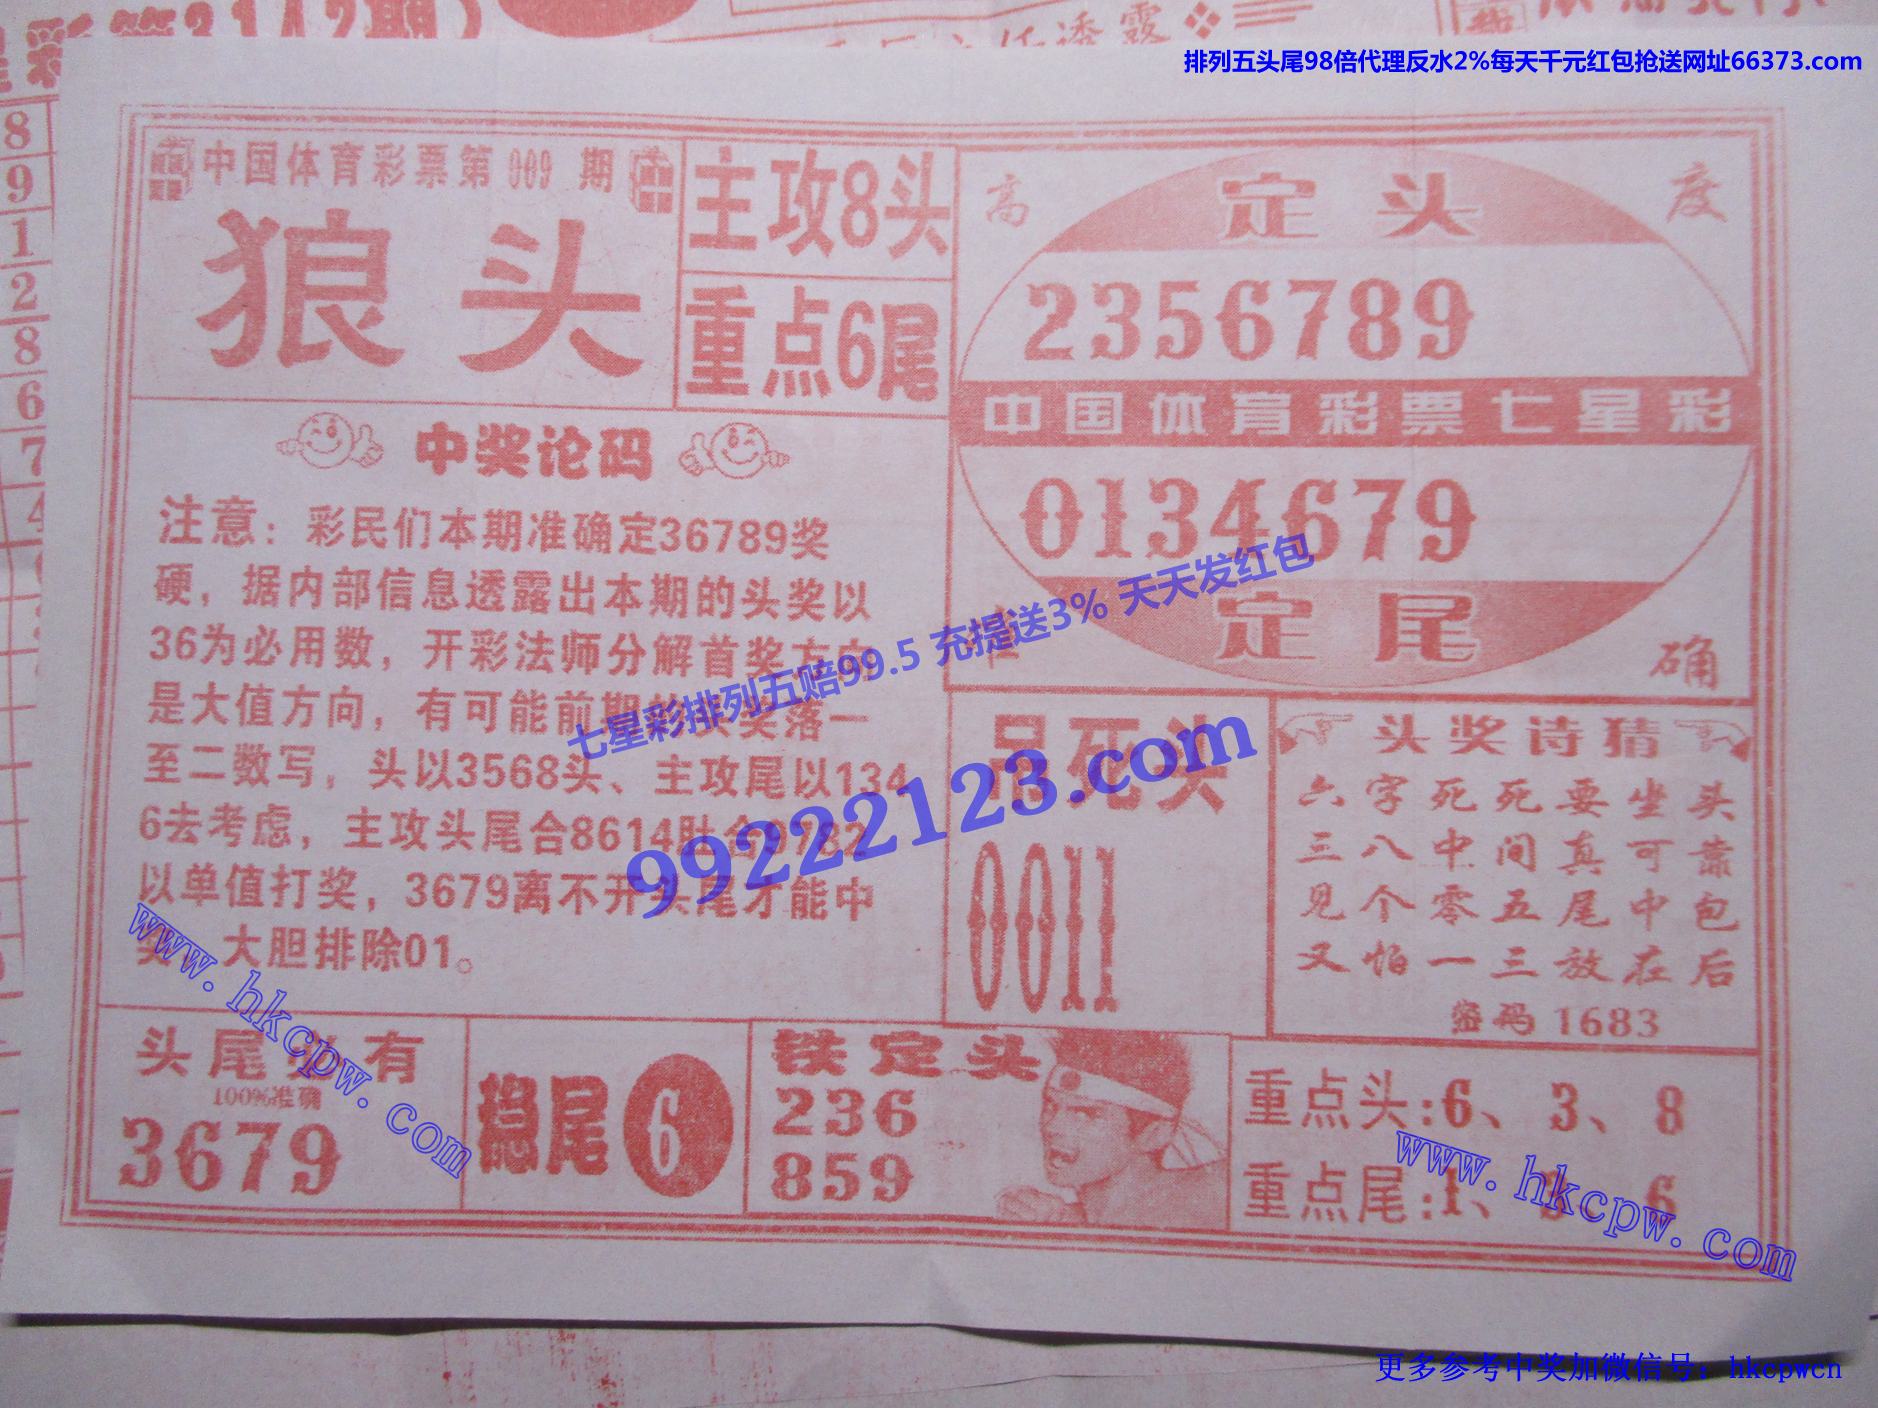 排列五头尾98倍代理反水2%每天千元红包抢送网址66373.com
中国体育彩票第009期
狼头
主攻8头
重点6尾
高度
定头
2356789
中国体育彩票七星彩
0134679
定尾
确
中奖论码
注意：彩民们本期准确定36789奖
硬，据内部信息透露出本期的头奖以
36为必用数，开彩法师分解首奖方向
是大值方向，有可能前期的头奖落一
至二数写，头以3568头、主攻尾以134
6去考虑，主攻头尾合8614肚合9782
以单值打奖，3679离不开头尾才能中
奖，大胆排除01。
七星彩排列五赔99.5 充提送3% 天天发红包
99222123.com
吊死头
0011
头奖诗猜
六字死死要坐头
三八中间真可靠
见个零五尾中包
又怕一三放在后
密码1683
头尾 有
100%准确
3679
稳尾6
铁定头
236
859
重点头:6、3、8
重点尾:1、 6
www.hkcpw.com
www.hkcpw.com
更多参考中奖加微信号：hkcpwcn